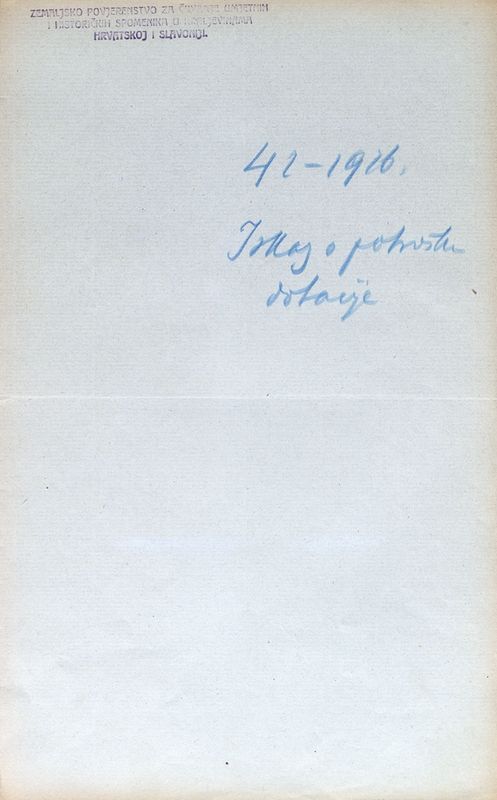 ZEMALJSKO POVJERENSTVO ZA ČUVANJE UMJETNIH
I HISTORIČKIH SPOMENIKA U KRALJEVINAMA
HRVATSKOJ I SLAVONIJI.
42-1916.
Iskaz o potrošku
dotacije